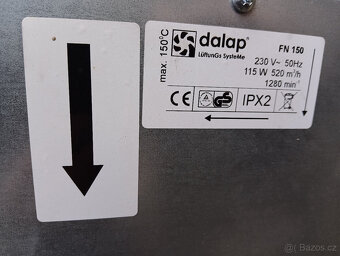 max. 150°C
dalap®
LüftunGs SysteMe
FN 150
230 V~ 50Hz
115 W 520 m³/h
1280 min⁻¹
CE
IPX2
bazos.cz